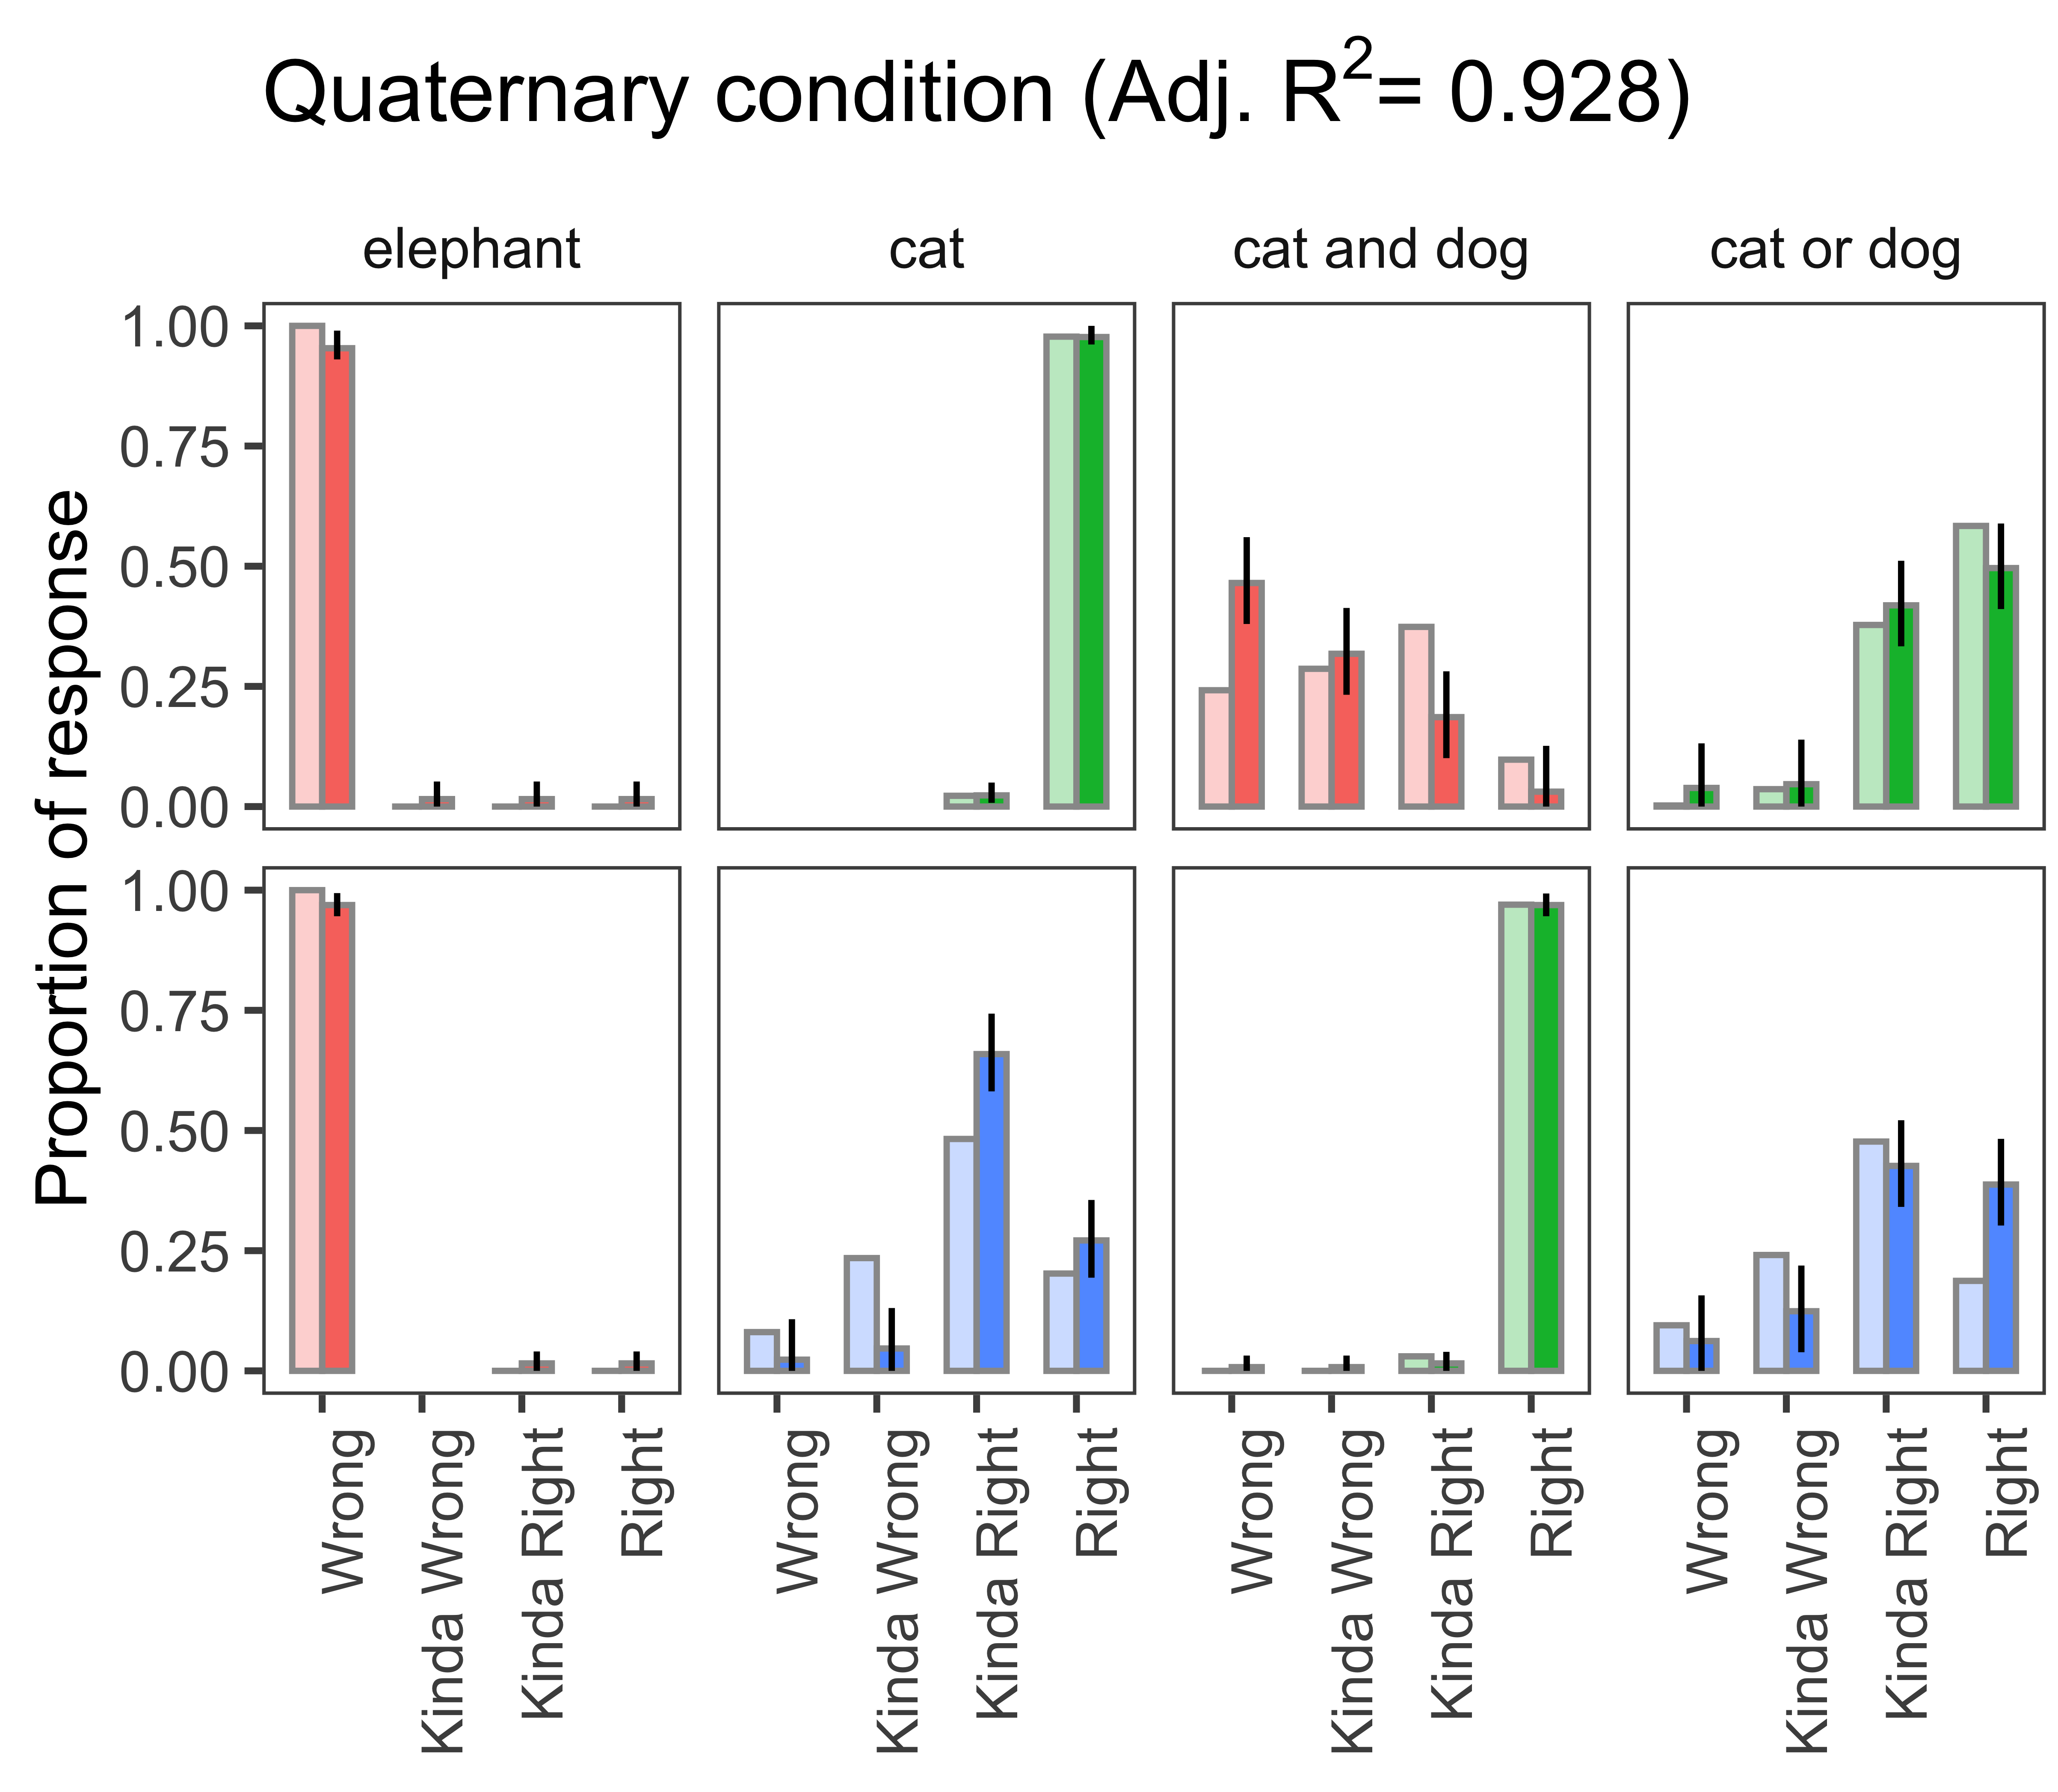 Quaternary condition (Adj. R²= 0.928)
elephant cat cat and dog cat or dog
Proportion of response
1.00
0.75
0.50
0.25
0.00
1.00
0.75
0.50
0.25
0.00
Wrong
Kinda Wrong
Kinda Right
Right
Wrong
Kinda Wrong
Kinda Right
Right
Wrong
Kinda Wrong
Kinda Right
Right
Wrong
Kinda Wrong
Kinda Right
Right